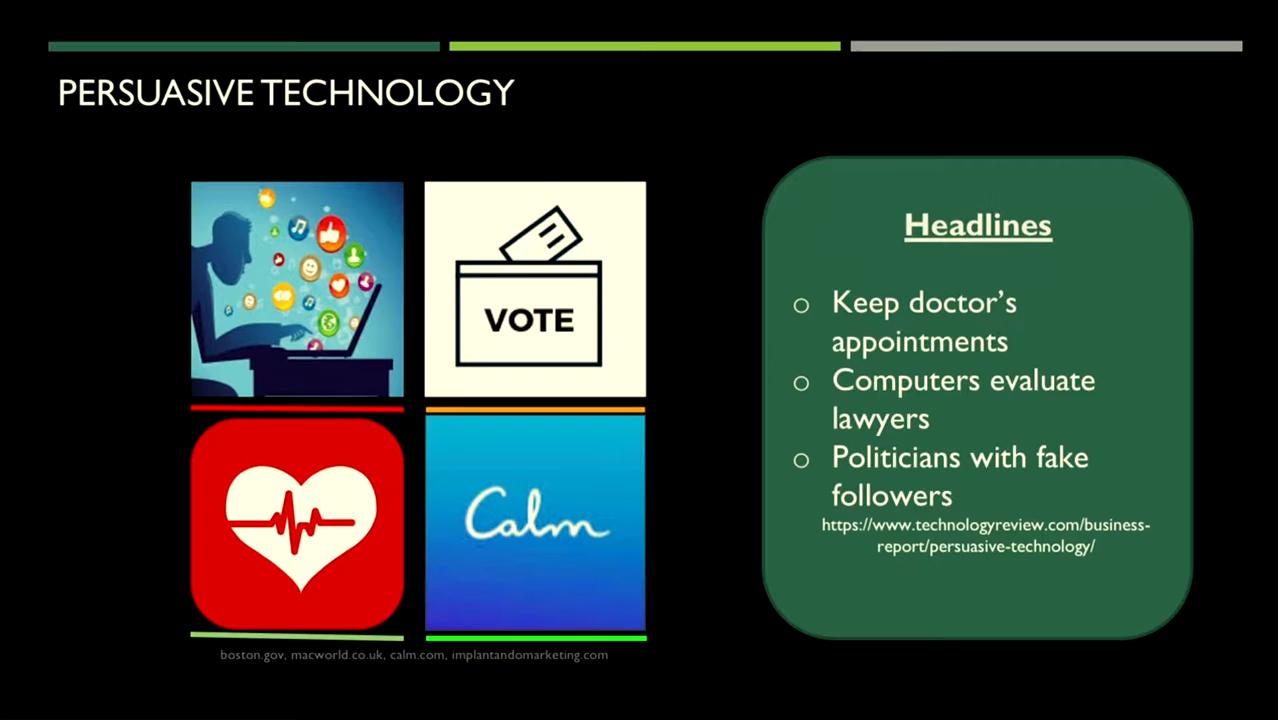 PERSUASIVE TECHNOLOGY
VOTE
Calm
Headlines
o Keep doctor's
appointments
o Computers evaluate
lawyers
o Politicians with fake
followers
https://www.technologyreview.com/business-
report/persuasive-technology/
boston.gov, macworld.co.uk, calm.com, implantandomarketing.com